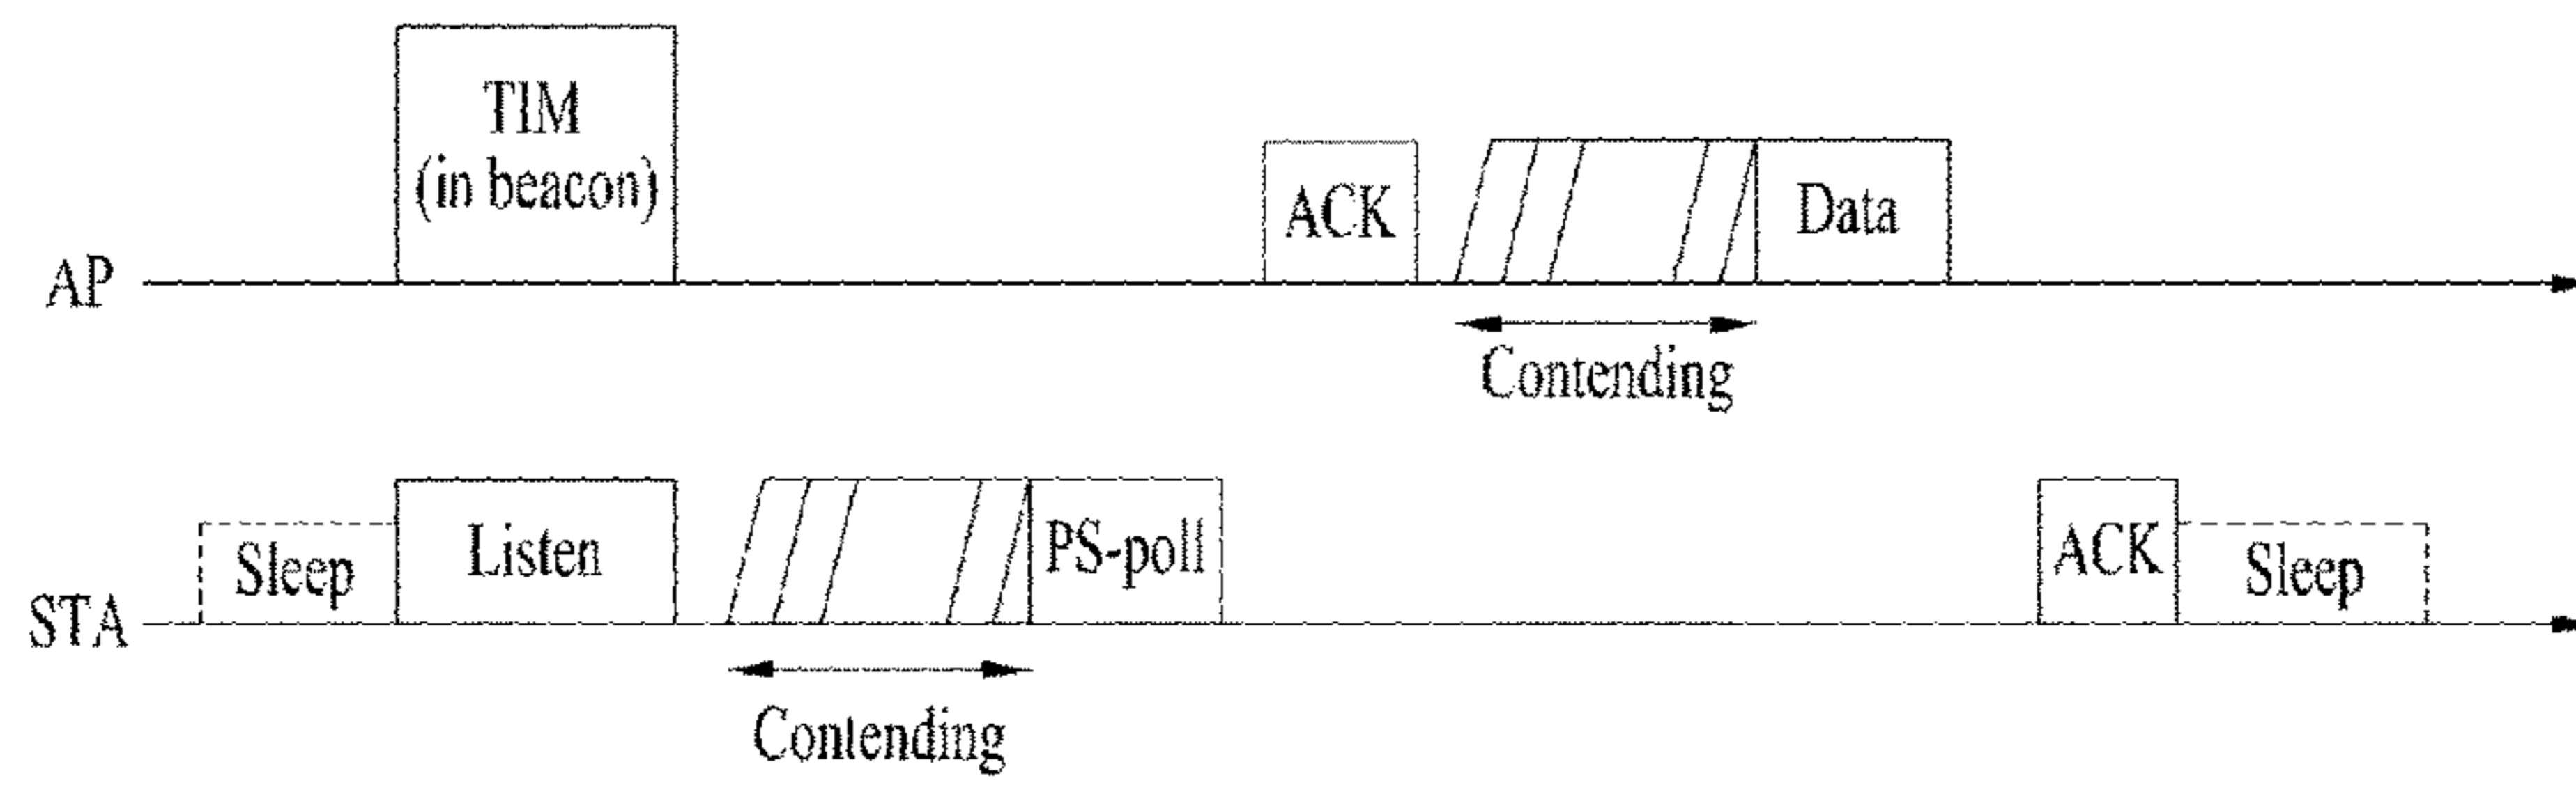 TIM
(in beacon)
ACK
Data
AP
Contending
Sleep
Listen
PS-poll
ACK
Sleep
STA
Contending